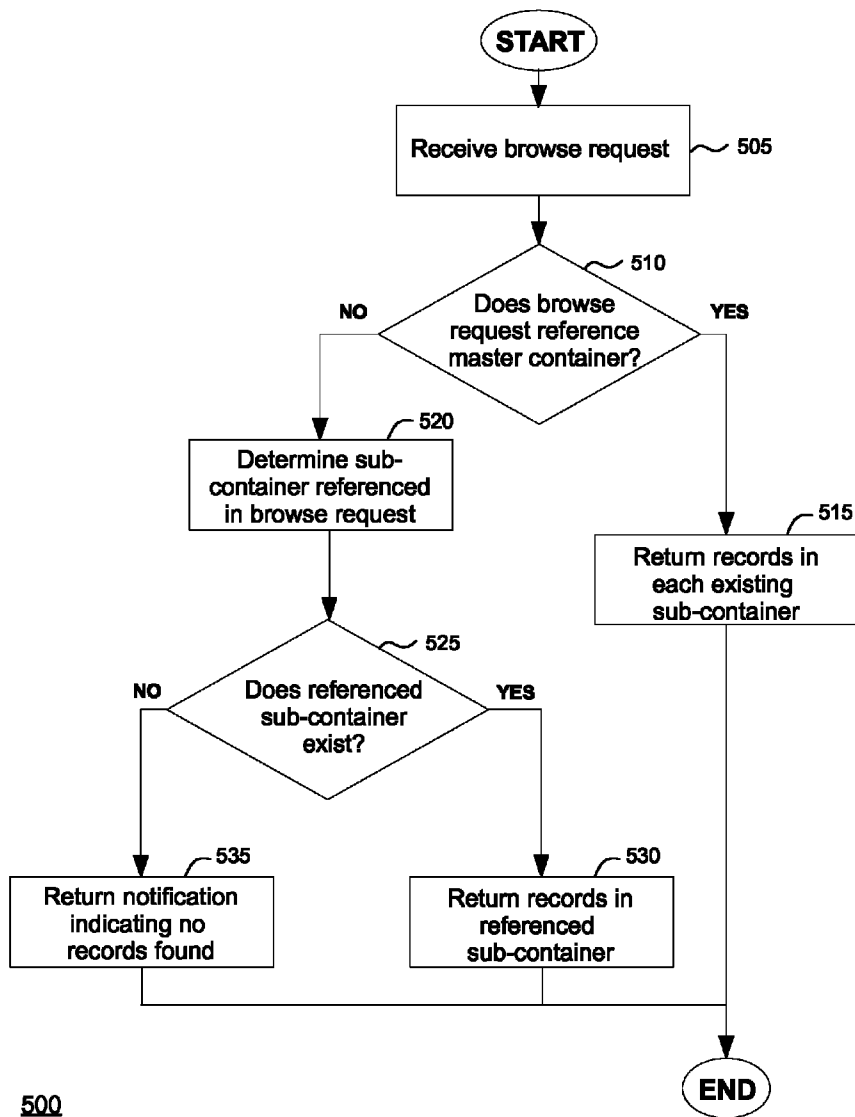 START
Receive browse request
505
510
Does browse
request reference
master container?
NO
YES
520
Determine sub-
container referenced
in browse request
515
Return records in
each existing
sub-container
525
Does referenced
sub-container
exist?
NO
YES
535
Return notification
indicating no
records found
530
Return records in
referenced
sub-container
END
500